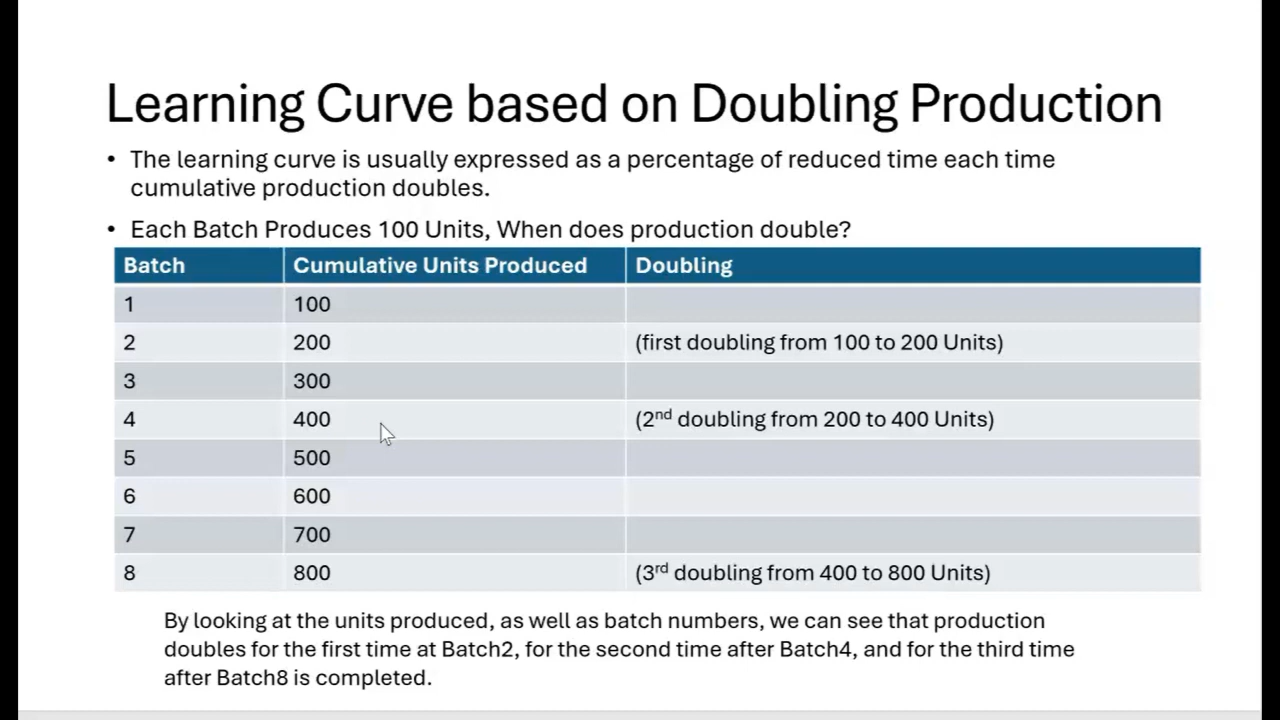 Learning Curve based on Doubling Production
• The learning curve is usually expressed as a percentage of reduced time each time
cumulative production doubles.
• Each Batch Produces 100 Units, When does production double?
Batch Cumulative Units Produced Doubling
1 100
2 200 (first doubling from 100 to 200 Units)
3 300
4 400 (2nd doubling from 200 to 400 Units)
5 500
6 600
7 700
8 800 (3rd doubling from 400 to 800 Units)
By looking at the units produced, as well as batch numbers, we can see that production
doubles for the first time at Batch2, for the second time after Batch4, and for the third time
after Batch8 is completed.